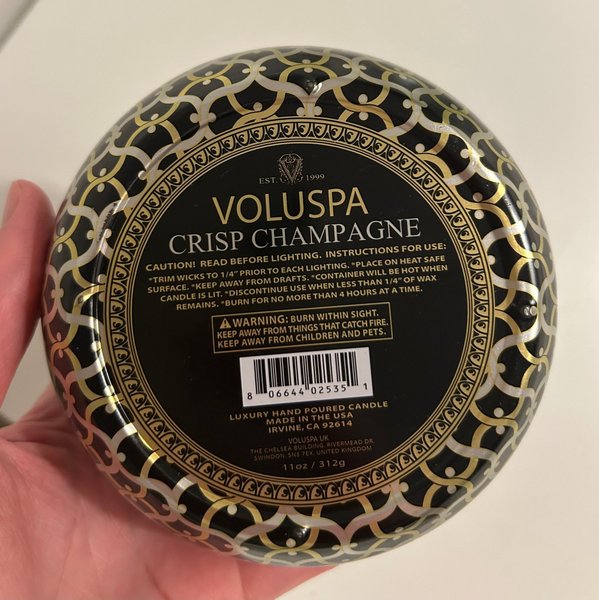 EST. 1999
VOLUSPA
CRISP CHAMPAGNE
CAUTION! READ BEFORE LIGHTING. INSTRUCTIONS FOR USE:
*TRIM WICKS TO 1/4" PRIOR TO EACH LIGHTING. *PLACE ON HEAT SAFE
SURFACE. *KEEP AWAY FROM DRAFTS. *CONTAINER WILL BE HOT WHEN
CANDLE IS LIT. *DISCONTINUE USE WHEN LESS THAN 1/4" OF WAX
REMAINS. *BURN FOR NO MORE THAN 4 HOURS AT A TIME.
WARNING: BURN WITHIN SIGHT.
KEEP AWAY FROM THINGS THAT CATCH FIRE.
KEEP AWAY FROM CHILDREN AND PETS.
8 06644 02535 1
LUXURY HAND POURED CANDLE
MADE IN THE USA
IRVINE, CA 92614
VOLUSPA UK
THE CHELSEA BUILDING, RIVERMEAD DR,
SWINDON, SN5 7EX, UNITED KINGDOM
11oz / 312g